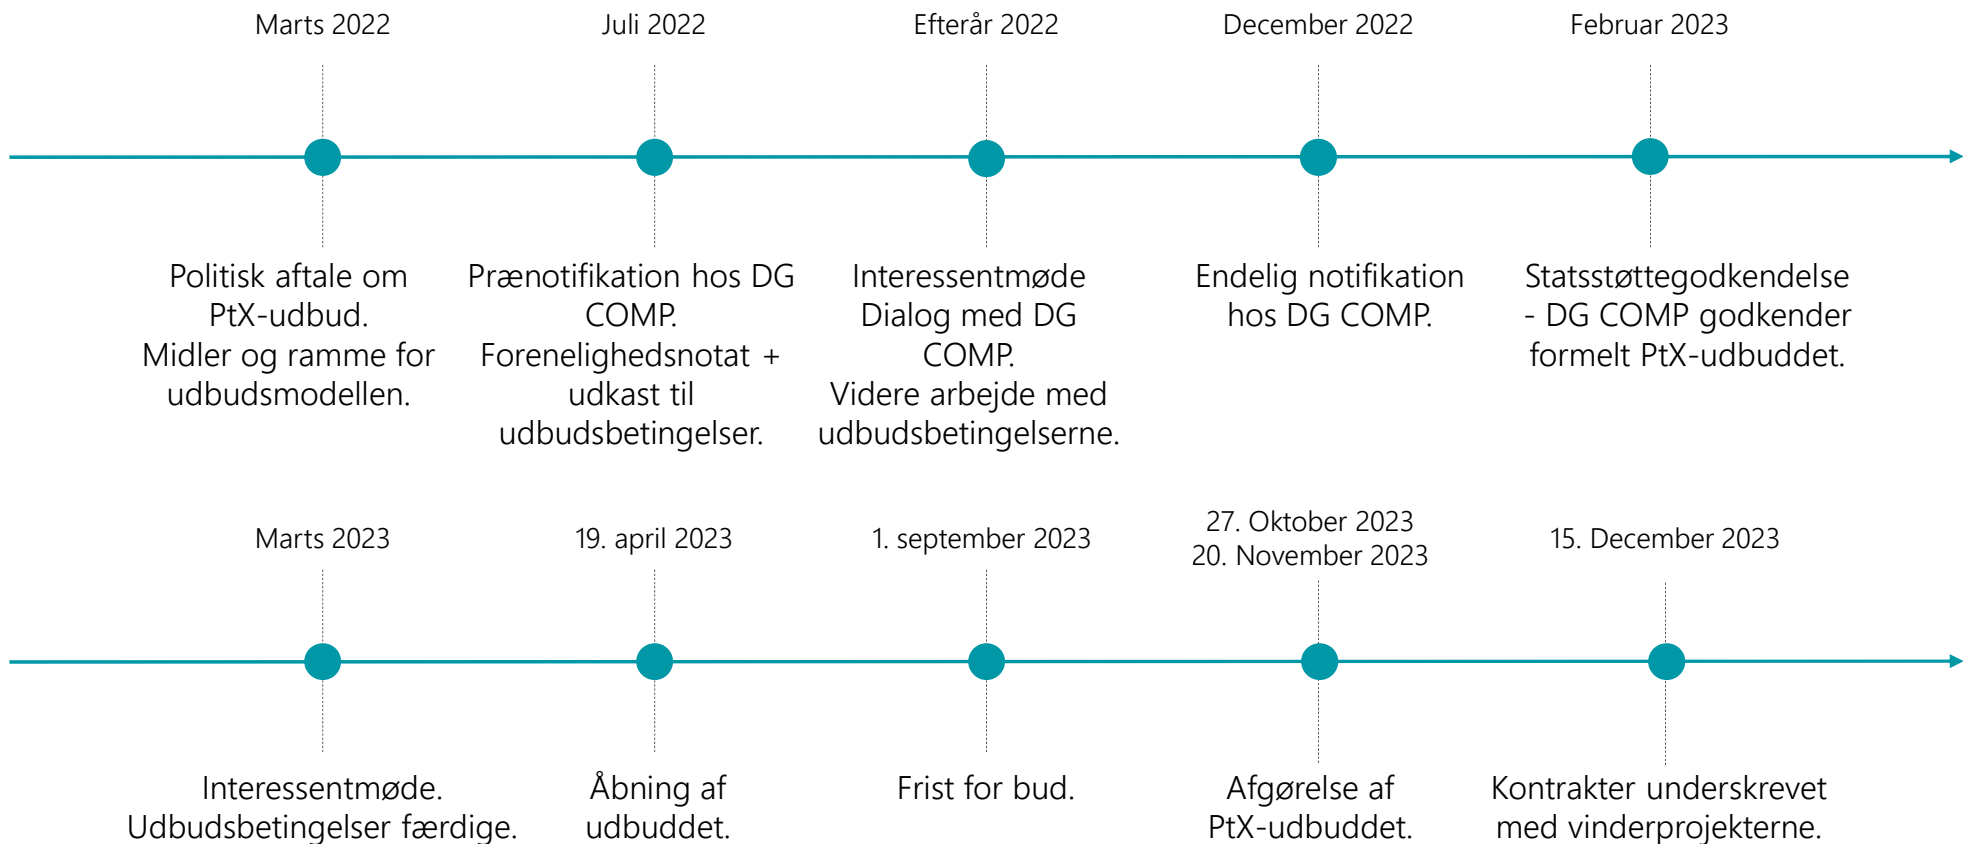 Marts 2022
Juli 2022
Efterår 2022
December 2022
Februar 2023
Politisk aftale om
PtX-udbud.
Midler og ramme for
udbudsmodellen.
Prænotifikation hos DG
COMP.
Forenelighedsnotat +
udkast til
udbudsbetingelser.
Interessentmøde
Dialog med DG
COMP.
Videre arbejde med
udbudsbetingelserne.
Endelig notifikation
hos DG COMP.
Statsstøttegodkendelse
- DG COMP godkender
formelt PtX-udbuddet.
Marts 2023
19. april 2023
1. september 2023
27. Oktober 2023
20. November 2023
15. December 2023
Interessentmøde.
Udbudsbetingelser færdige.
Åbning af
udbuddet.
Frist for bud.
Afgørelse af
PtX-udbuddet.
Kontrakter underskrevet
med vinderprojekterne.